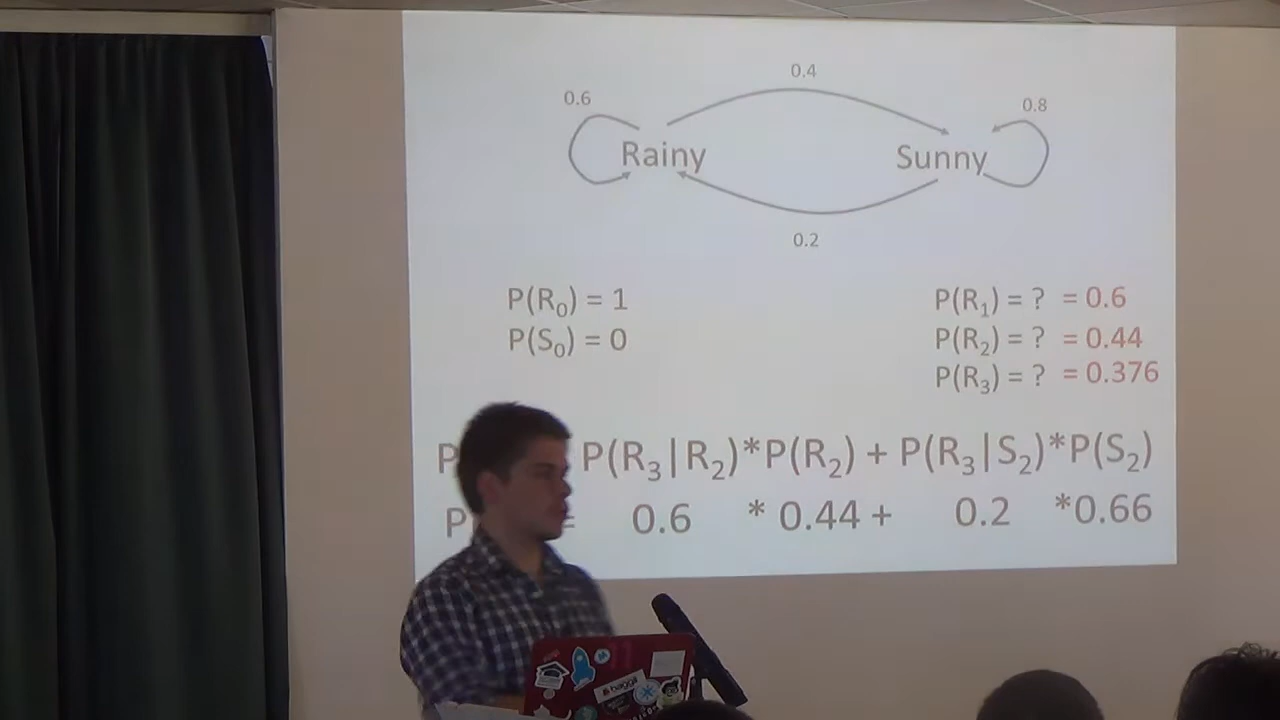 0.4
0.6
0.8
Rainy
Sunny
0.2
P(R₀) = 1
P(S₀) = 0
P(R₁) = ? = 0.6
P(R₂) = ? = 0.44
P(R₃) = ? = 0.376
P(R₃|R₂)*P(R₂) + P(R₃|S₂)*P(S₂)
= 0.6 * 0.44 + 0.2 *0.66